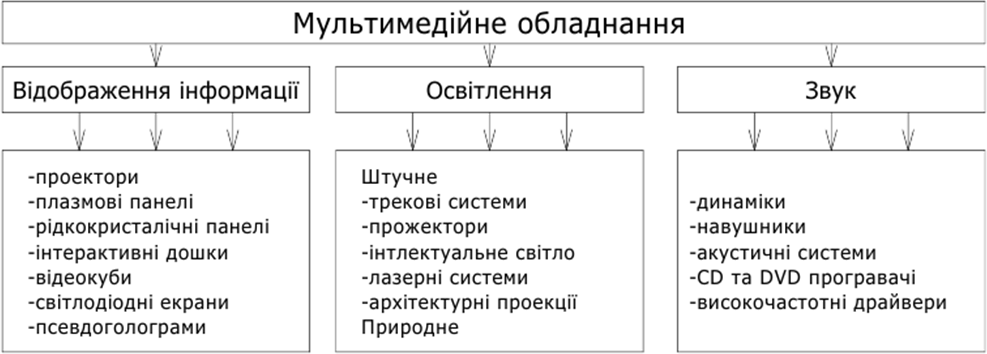 Мультимедійне обладнання
Відображення інформації
Освітлення
Звук
-проектори
-плазмові панелі
-рідкокристалічні панелі
-інтерактивні дошки
-відеокуби
-світлодіодні екрани
-псевдоголограми
Штучне
-трекові системи
-прожектори
-інтлектуальне світло
-лазерні системи
-архітектурні проекції
Природне
-динаміки
-навушники
-акустичні системи
-CD та DVD програвачі
-високочастотні драйвери